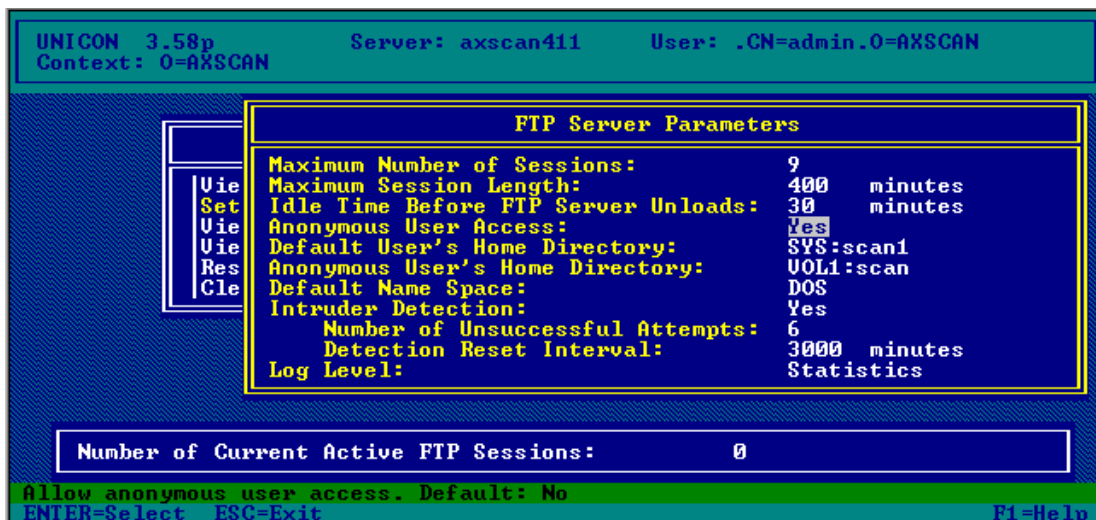 UNICON 3.58p Server: axscan411 User: .CN=admin.O=AXSCAN
Context: O=AXSCAN
FTP Server Parameters
Maximum Number of Sessions: 9
Vie Maximum Session Length: 400 minutes
Set Idle Time Before FTP Server Unloads: 30 minutes
Vie Anonymous User Access: Yes
Vie Default User's Home Directory: SYS:scan1
Res Anonymous User's Home Directory: VOL1:scan
Cle Default Name Space: DOS
Intruder Detection: Yes
Number of Unsuccessful Attempts: 6
Detection Reset Interval: 3000 minutes
Log Level: Statistics
Number of Current Active FTP Sessions: 0
Allow anonymous user access. Default: No
ENTER=Select ESC=Exit F1=Help